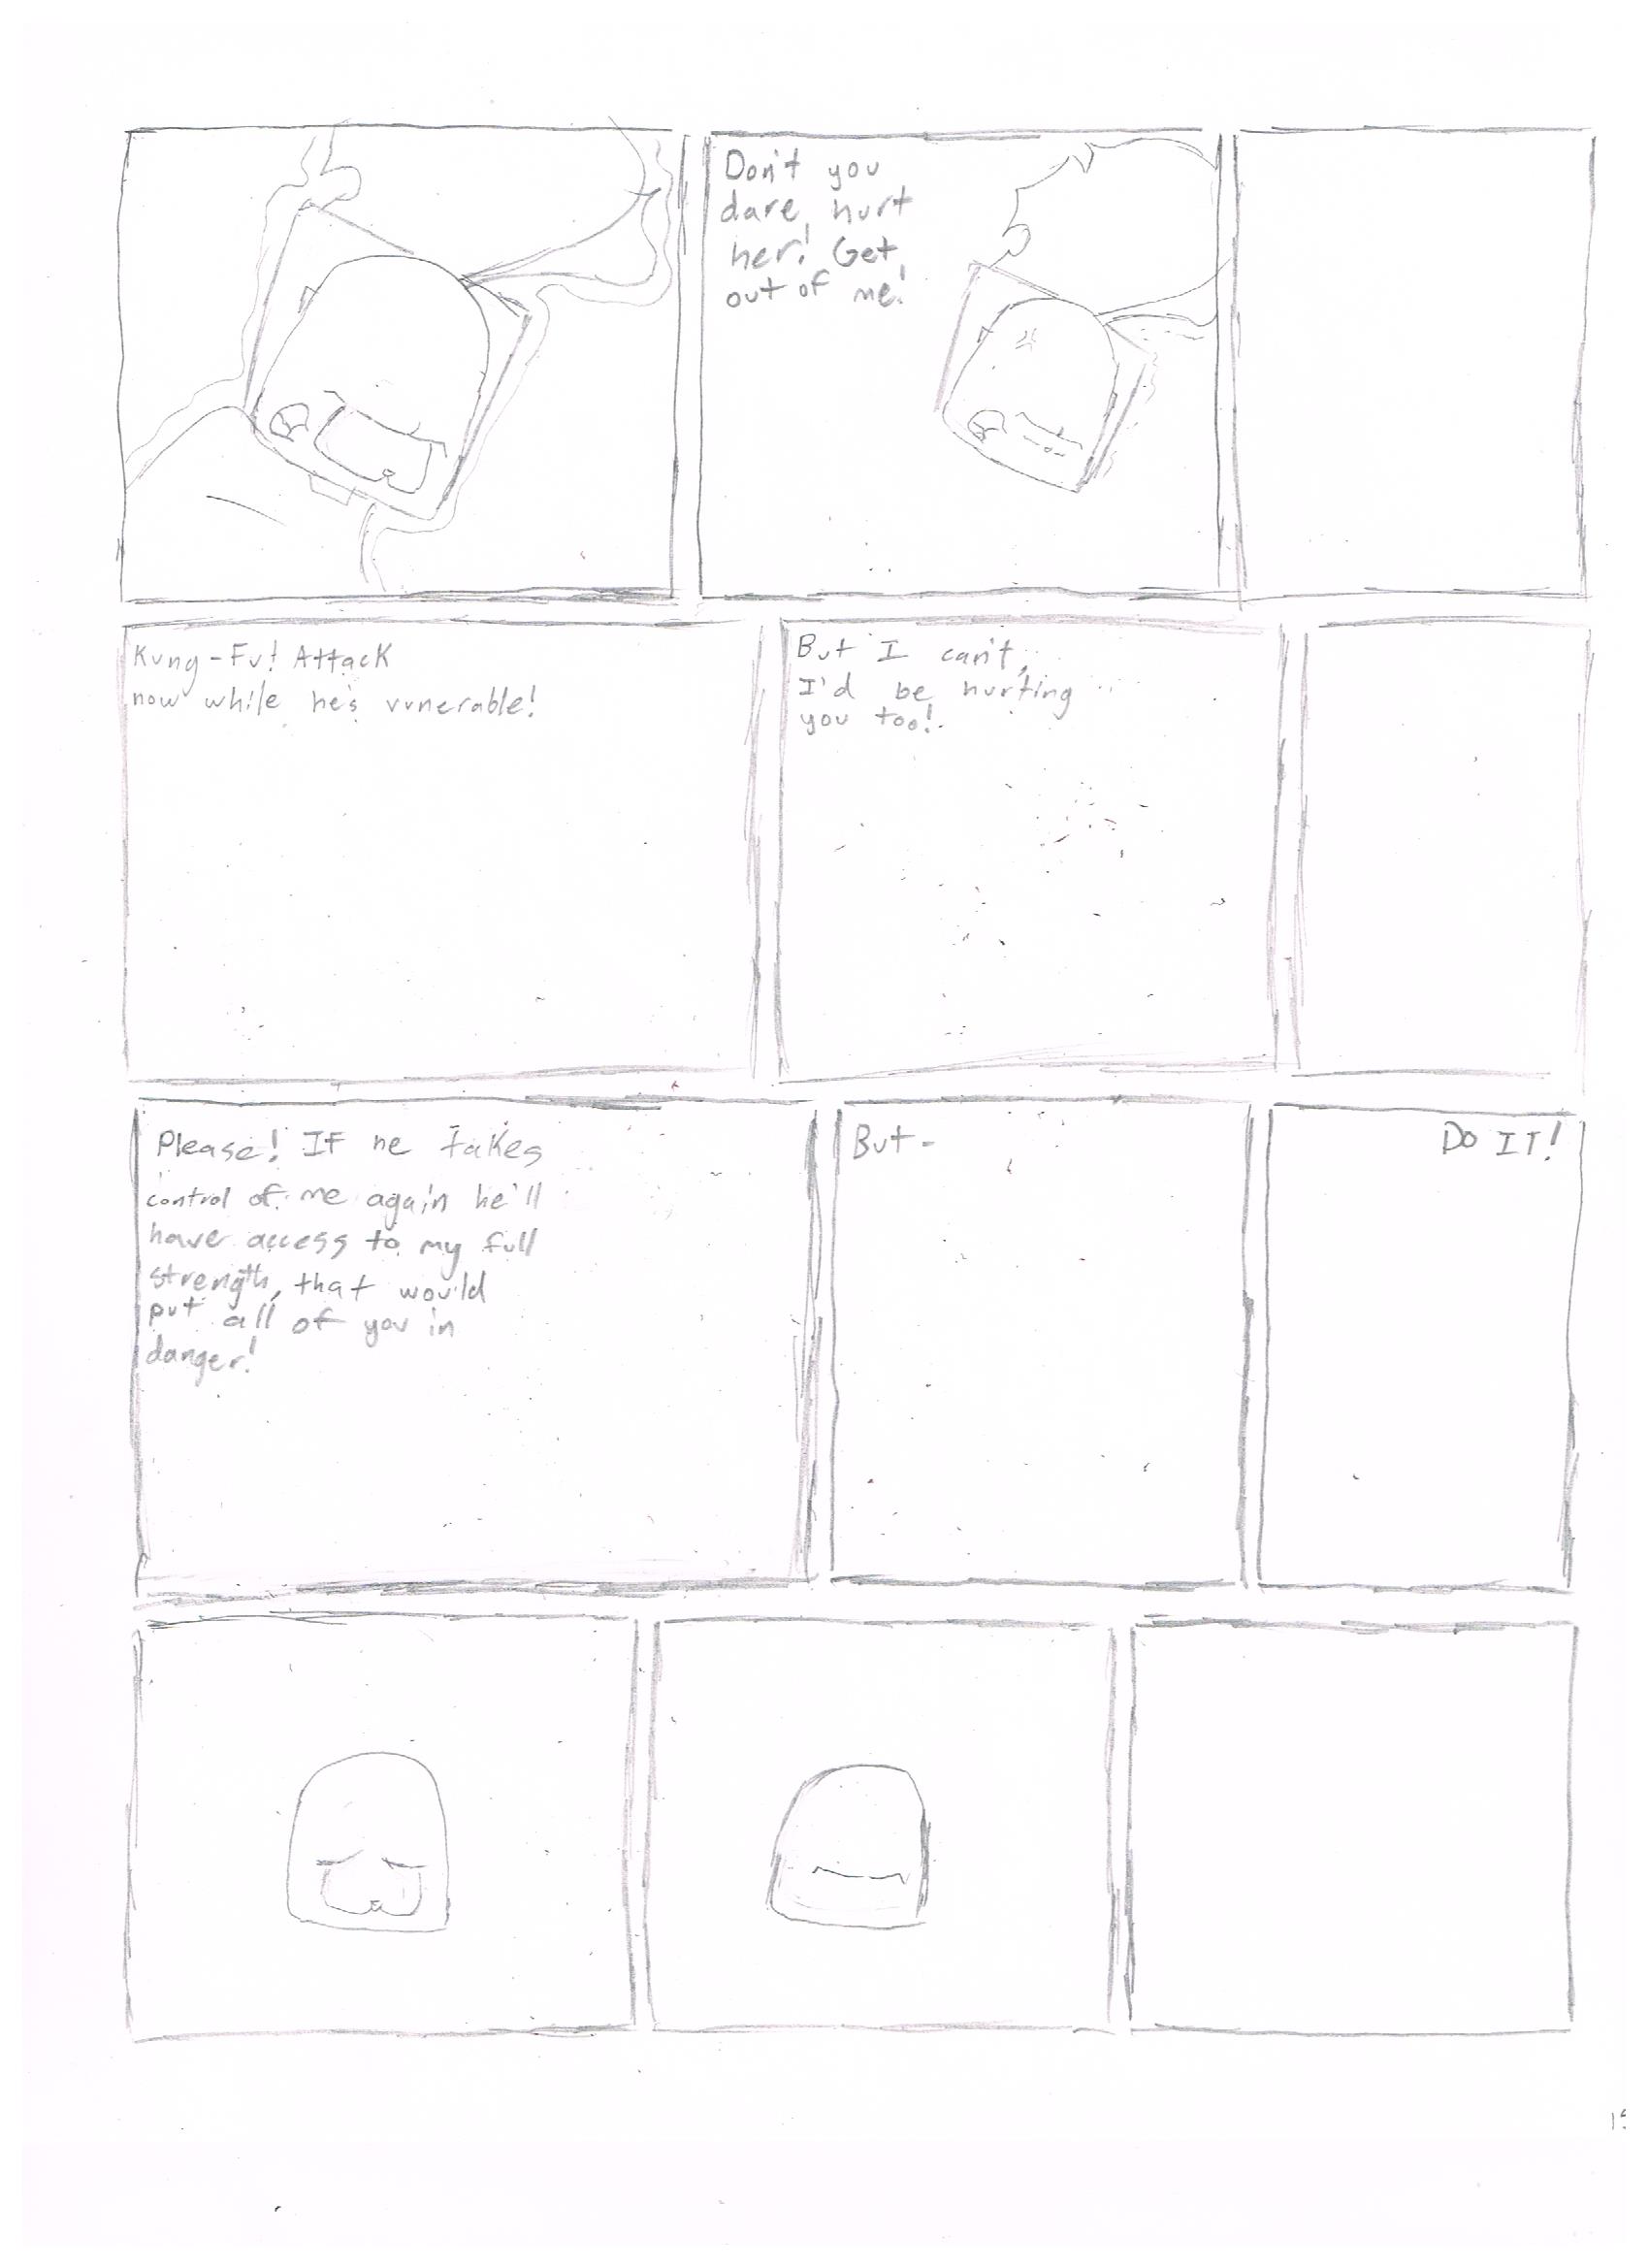 Don't you
dare hurt
her! Get
out of me!
Kung-Fu! Attack
now while he's vunerable!
But I can't,
I'd be hurting
you too!
Please! If he takes
control of me again he'll
have access to my full
strength, that would
put all of you in
danger!
But-
DO IT!